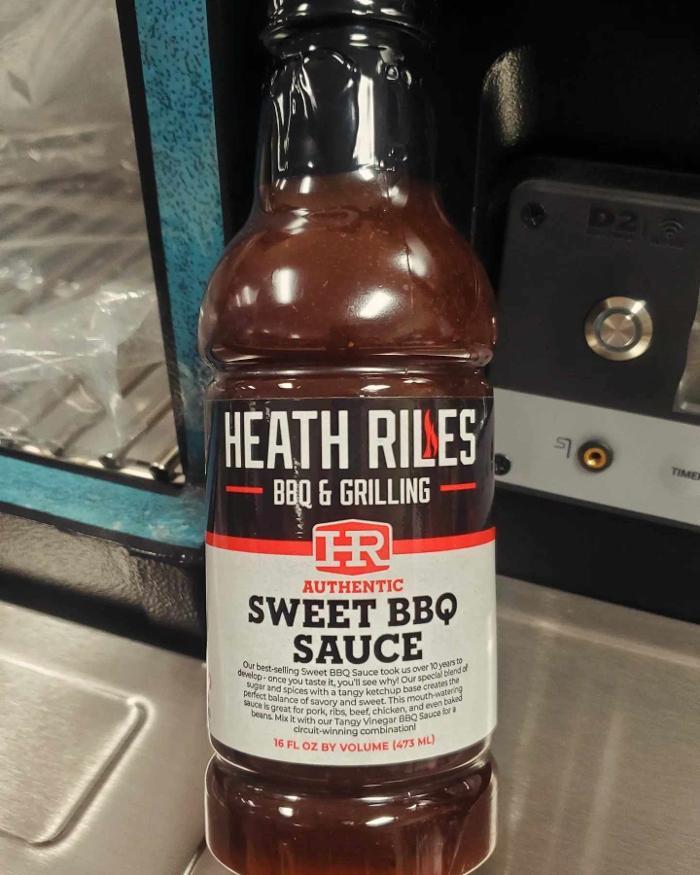 D2
HEATH RILES
BBQ & GRILLING
HR
AUTHENTIC
SWEET BBQ
SAUCE
Our best-selling Sweet BBQ Sauce took us over 10 years to
develop - once you taste it, you'll see why! Our special blend of
sugar and spices with a tangy ketchup base creates the
perfect balance of savory and sweet. This mouth-watering
sauce is great for pork, ribs, beef, chicken, and even baked
beans. Mix it with our Tangy Vinegar BBQ Sauce for a
circuit-winning combination!
16 FL OZ BY VOLUME (473 ML)
TIMER